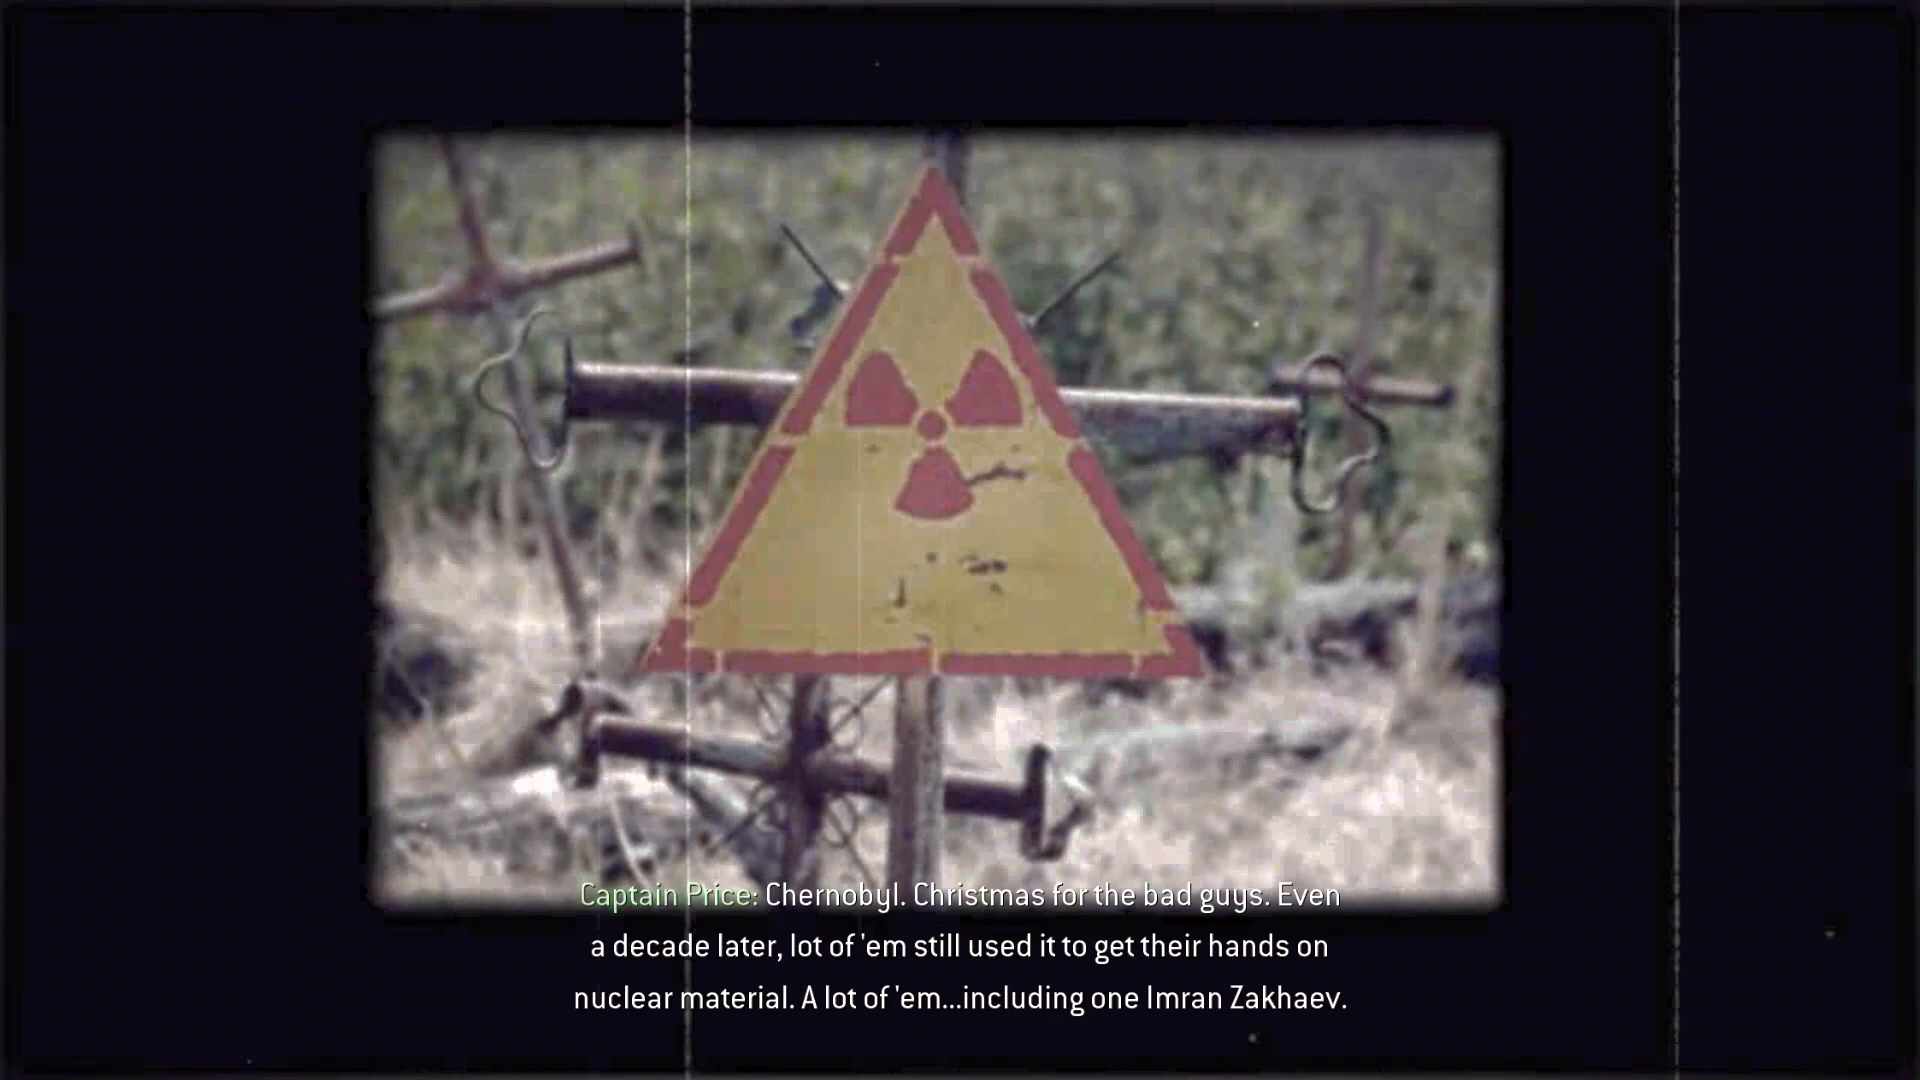 Captain Price: Chernobyl. Christmas for the bad guys. Even
a decade later, lot of 'em still used it to get their hands on
nuclear material. A lot of 'em...including one Imran Zakhaev.